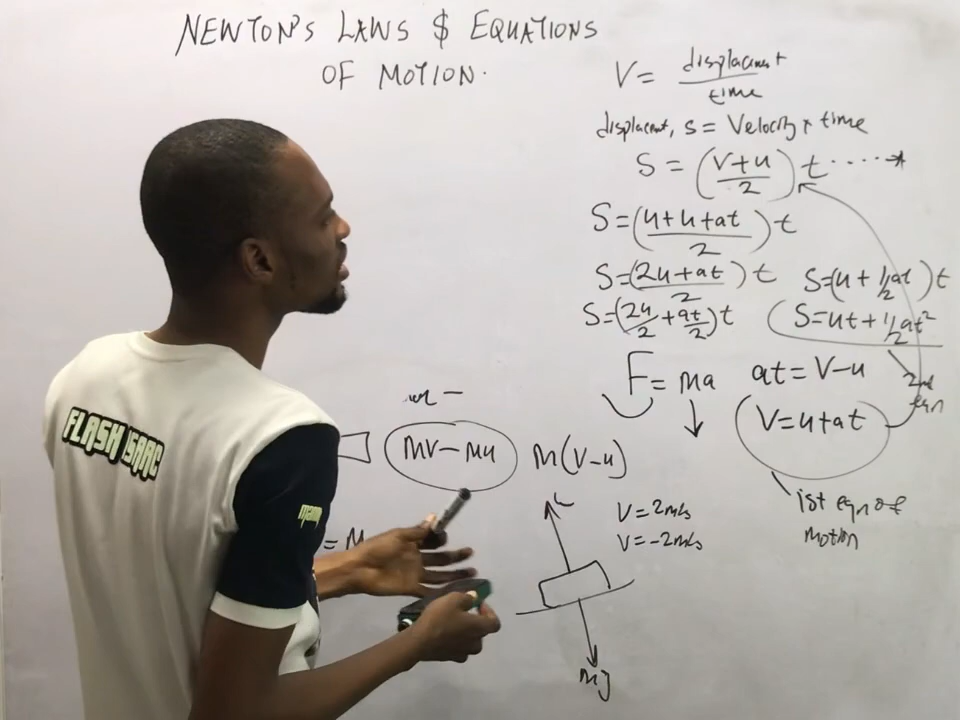 NEWTON'S LAWS $ EQUATIONS
OF MOTION.
V = displacment / time
displacment, s = Velocity × time
S = (V+u / 2) t ....→
S = (u+u+at / 2) t
S = (2u+at / 2) t
S = (2u/2 + at/2) t
S = (u + 1/2 at) t
S = ut + 1/2 at²
2nd eqn
F = ma
at = V-u
V = u+at
1st eqn of
motion
mv - mu
m(v-u)
V = 2m/s
V = -2m/s
mg
= m
FLASH ISAAC